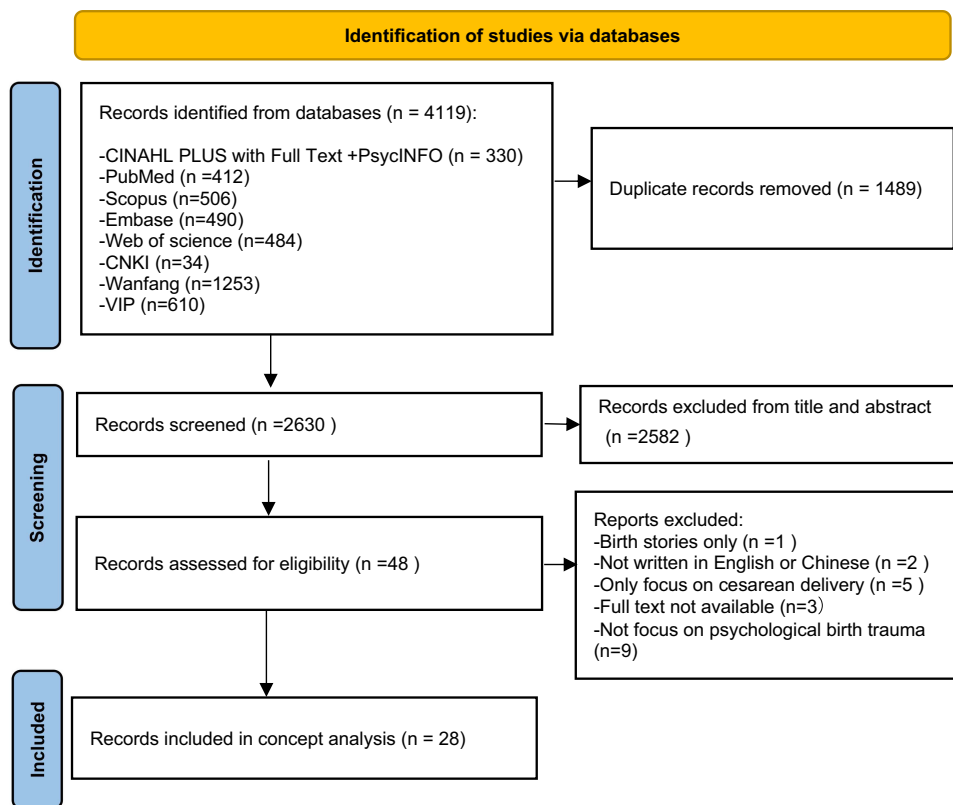 Identification of studies via databases
Identification
Records identified from databases (n = 4119):
-CINAHL PLUS with Full Text +PsycINFO (n = 330)
-PubMed (n =412)
-Scopus (n=506)
-Embase (n=490)
-Web of science (n=484)
-CNKI (n=34)
-Wanfang (n=1253)
-VIP (n=610)
Duplicate records removed (n = 1489)
Screening
Records screened (n =2630 )
Records excluded from title and abstract
(n =2582 )
Records assessed for eligibility (n =48 )
Reports excluded:
-Birth stories only (n =1 )
-Not written in English or Chinese (n =2 )
-Only focus on cesarean delivery (n =5 )
-Full text not available (n=3）
-Not focus on psychological birth trauma
(n=9)
Included
Records included in concept analysis (n = 28)